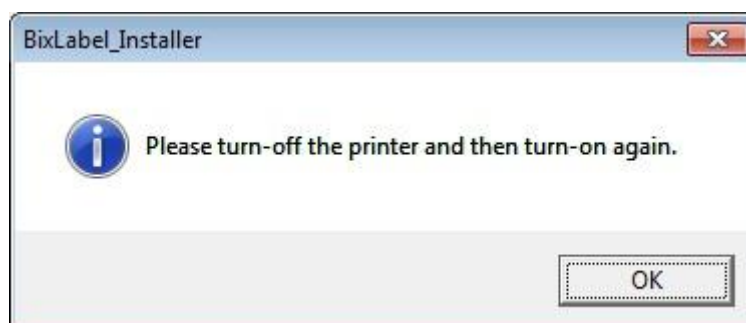 BixLabel_Installer
Please turn-off the printer and then turn-on again.
OK